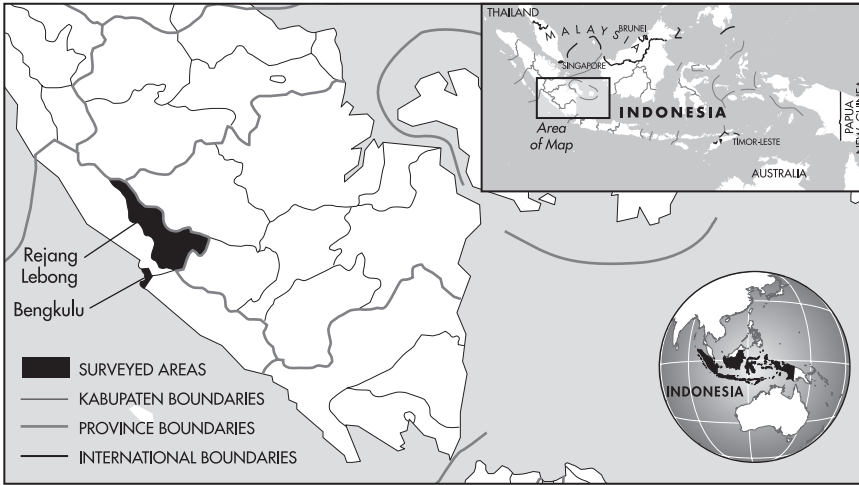 Rejang
Lebong
Bengkulu
SURVEYED AREAS
KABUPATEN BOUNDARIES
PROVINCE BOUNDARIES
INTERNATIONAL BOUNDARIES
THAILAND
MALAYSIA
BRUNEI
SINGAPORE
INDONESIA
Area
of Map
TIMOR-LESTE
AUSTRALIA
PAPUA
NEW GUINEA
INDONESIA